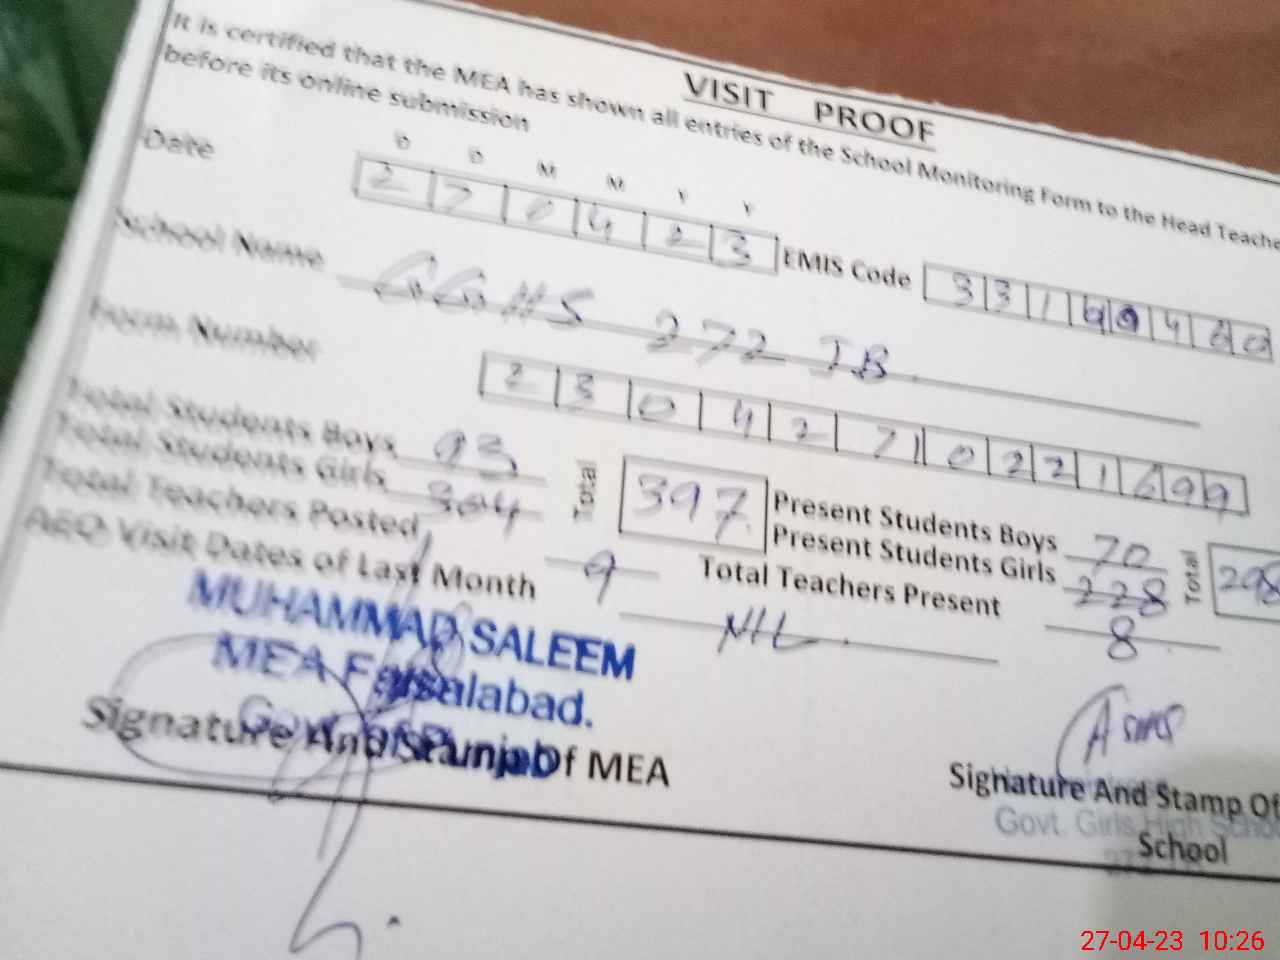 VISIT PROOF
It is certified that the MEA has shown all entries of the School Monitoring Form to the Head Teache
before its online submission
D D M M Y Y
Date 2 7 0 4 2 3 EMIS Code
School Name GGHS 272 JB
Form Number 2 3 0 4 2 7 1 0 2 2 1 6 9 9
Total Students Boys 93 Total 397 Present Students Boys 70 Total 298
Total Students Girls 304 Present Students Girls 228
Total Teachers Posted 9 Total Teachers Present 8
AEO Visit Dates of Last Month NIL
MUHAMMAD SALEEM
MEA Faisalabad.
Govt of Punjab
Signature And Stamp Of MEA
Signature And Stamp Of
Govt. Girls High School
School
27-04-23 10:26